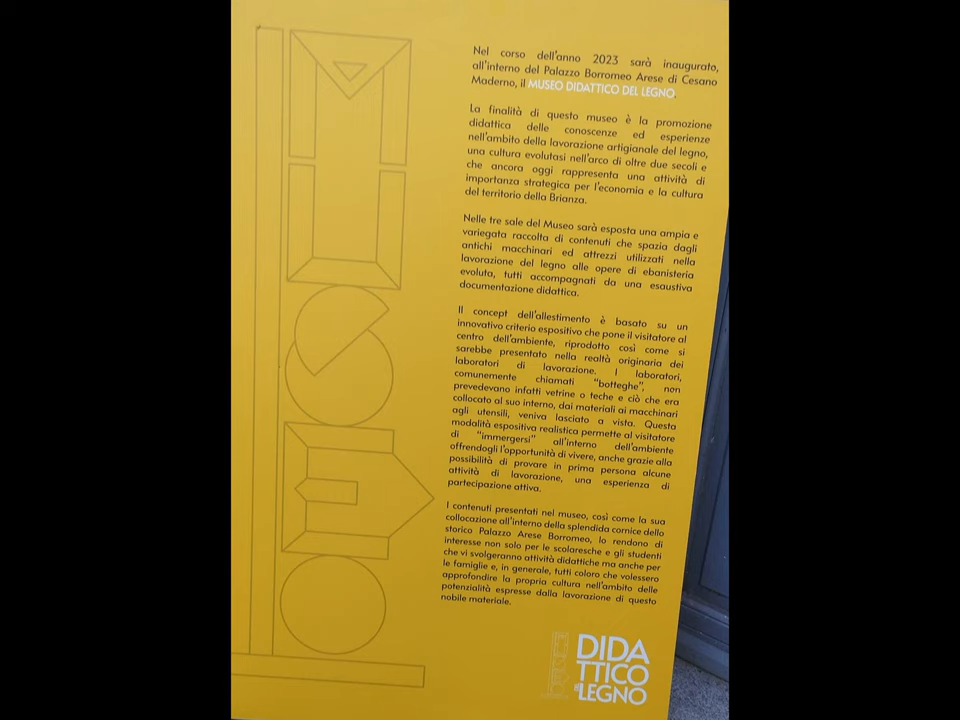 Nel corso dell'anno 2023 sarà inaugurato,
all'interno del Palazzo Borromeo Arese di Cesano
Maderno, il MUSEO DIDATTICO DEL LEGNO.
La finalità di questo museo è la promozione
didattica delle conoscenze ed esperienze
nell'ambito della lavorazione artigianale del legno,
una cultura evolutasi nell'arco di oltre due secoli e
che ancora oggi rappresenta una attività di
importanza strategica per l'economia e la cultura
del territorio della Brianza.
Nelle tre sale del Museo sarà esposta una ampia e
variegata raccolta di contenuti che spazia dagli
antichi macchinari ed attrezzi utilizzati nella
lavorazione del legno alle opere di ebanisteria
evoluta, tutti accompagnati da una esaustiva
documentazione didattica.
Il concept dell'allestimento è basato su un
innovativo criterio espositivo che pone il visitatore al
centro dell'ambiente, riprodotto così come si
sarebbe presentato nella realtà originaria dei
laboratori di lavorazione. I laboratori,
comunemente chiamati "botteghe", non
prevedevano infatti vetrine o teche e ciò che era
collocato al suo interno, dai materiali ai macchinari
agli utensili, veniva lasciato a vista. Questa
modalità espositiva realistica permette al visitatore
di "immergersi" all'interno dell'ambiente
offrendogli l'opportunità di vivere, anche grazie alla
possibilità di provare in prima persona alcune
attività di lavorazione, una esperienza di
partecipazione attiva.
I contenuti presentati nel museo, così come la sua
collocazione all'interno della splendida cornice dello
storico Palazzo Arese Borromeo, lo rendono di
interesse non solo per le scolaresche e gli studenti
che vi svolgeranno attività didattiche ma anche per
le famiglie e, in generale, tutti coloro che volessero
approfondire la propria cultura nell'ambito delle
potenzialità espresse dalla lavorazione di questo
nobile materiale.
DIDA
TTICO
LEGNO